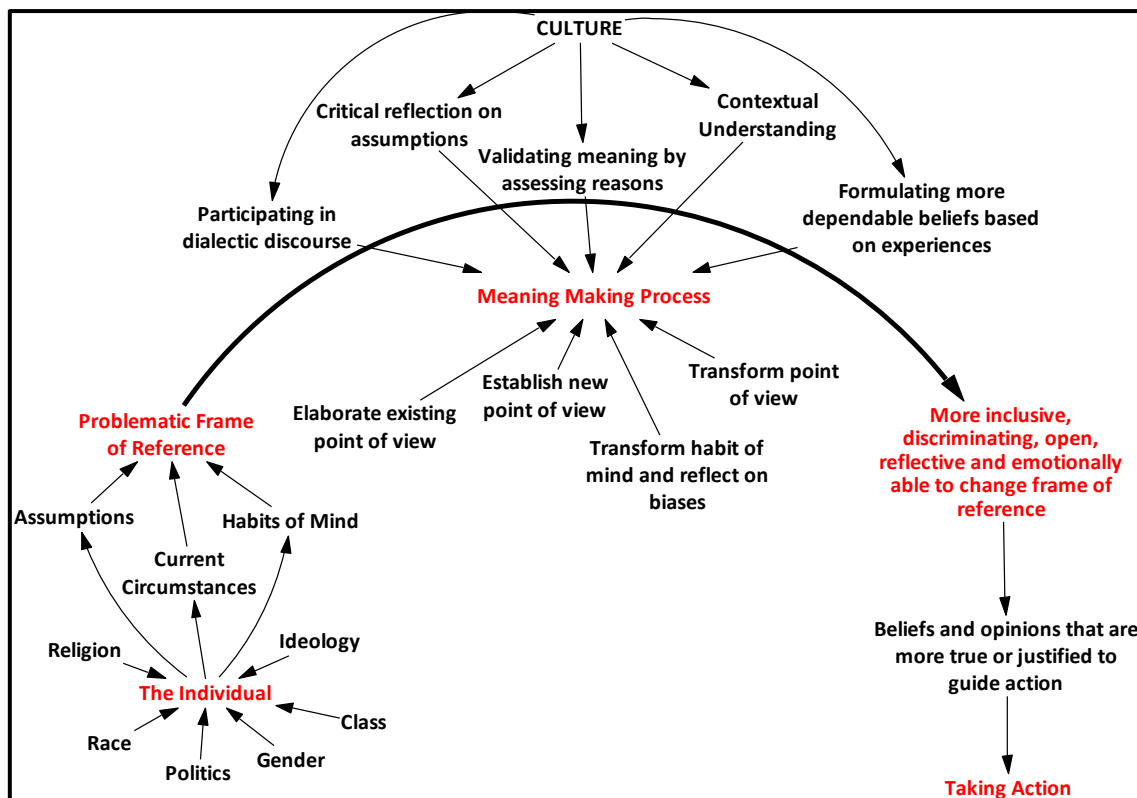 CULTURE
Critical reflection on
assumptions
Contextual
Understanding
Validating meaning by
assessing reasons
Formulating more
dependable beliefs based
on experiences
Participating in
dialectic discourse
Meaning Making Process
Elaborate existing
point of view
Establish new
point of view
Transform habit of
mind and reflect on
biases
Transform point
of view
Problematic Frame
of Reference
Assumptions
Current
Circumstances
Habits of Mind
Religion
Ideology
The Individual
Race
Politics
Gender
Class
More inclusive,
discriminating, open,
reflective and emotionally
able to change frame of
reference
Beliefs and opinions that are
more true or justified to
guide action
Taking Action